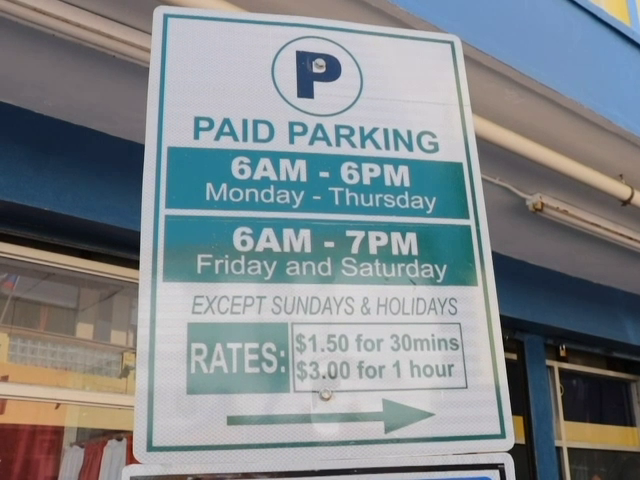 P
PAID PARKING
6AM - 6PM
Monday - Thursday
6AM - 7PM
Friday and Saturday
EXCEPT SUNDAYS & HOLIDAYS
RATES:
$1.50 for 30mins
$3.00 for 1 hour